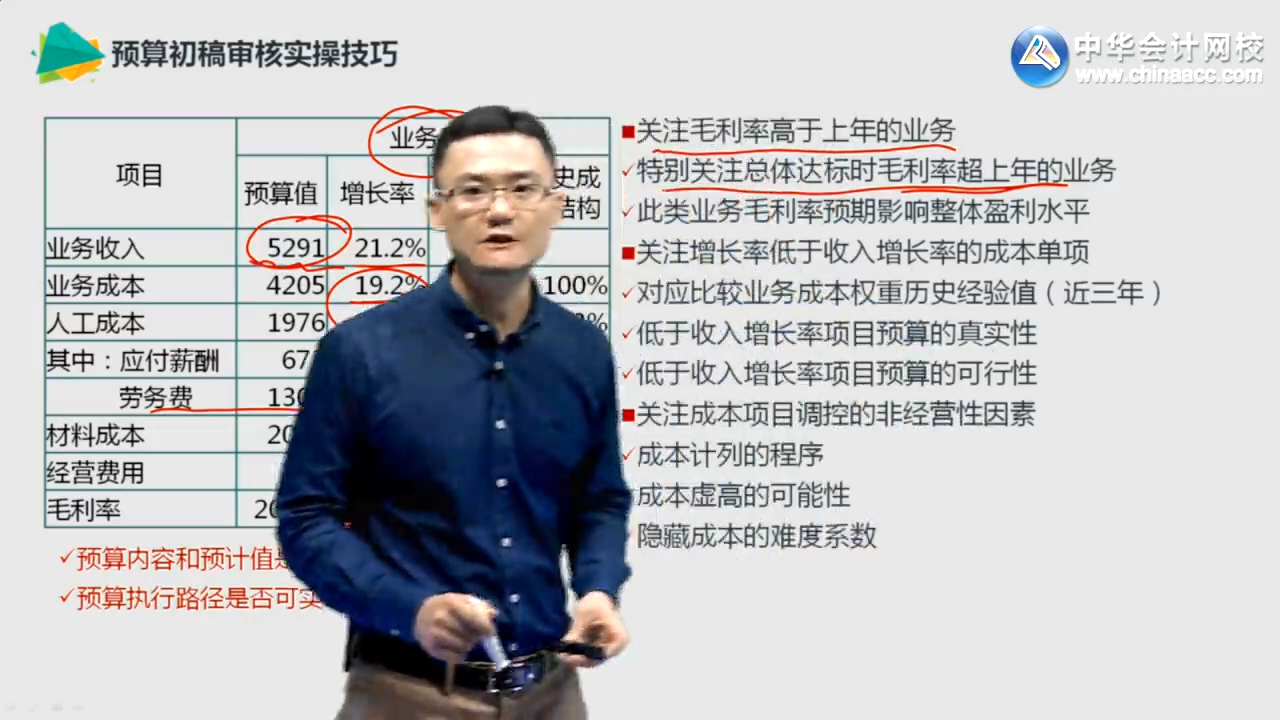 预算初稿审核实操技巧
中华会计网校
www.chinaacc.com
项目
业务
预算值 增长率
史成
结构
业务收入 5291 21.2%
业务成本 4205 19.2% 100%
人工成本 1976
其中：应付薪酬 67
劳务费 130
材料成本 20
经营费用
毛利率 20
✓预算内容和预计值是
✓预算执行路径是否可实
■关注毛利率高于上年的业务
✓特别关注总体达标时毛利率超上年的业务
✓此类业务毛利率预期影响整体盈利水平
■关注增长率低于收入增长率的成本单项
✓对应比较业务成本权重历史经验值（近三年）
✓低于收入增长率项目预算的真实性
✓低于收入增长率项目预算的可行性
■关注成本项目调控的非经营性因素
✓成本计列的程序
成本虚高的可能性
隐藏成本的难度系数